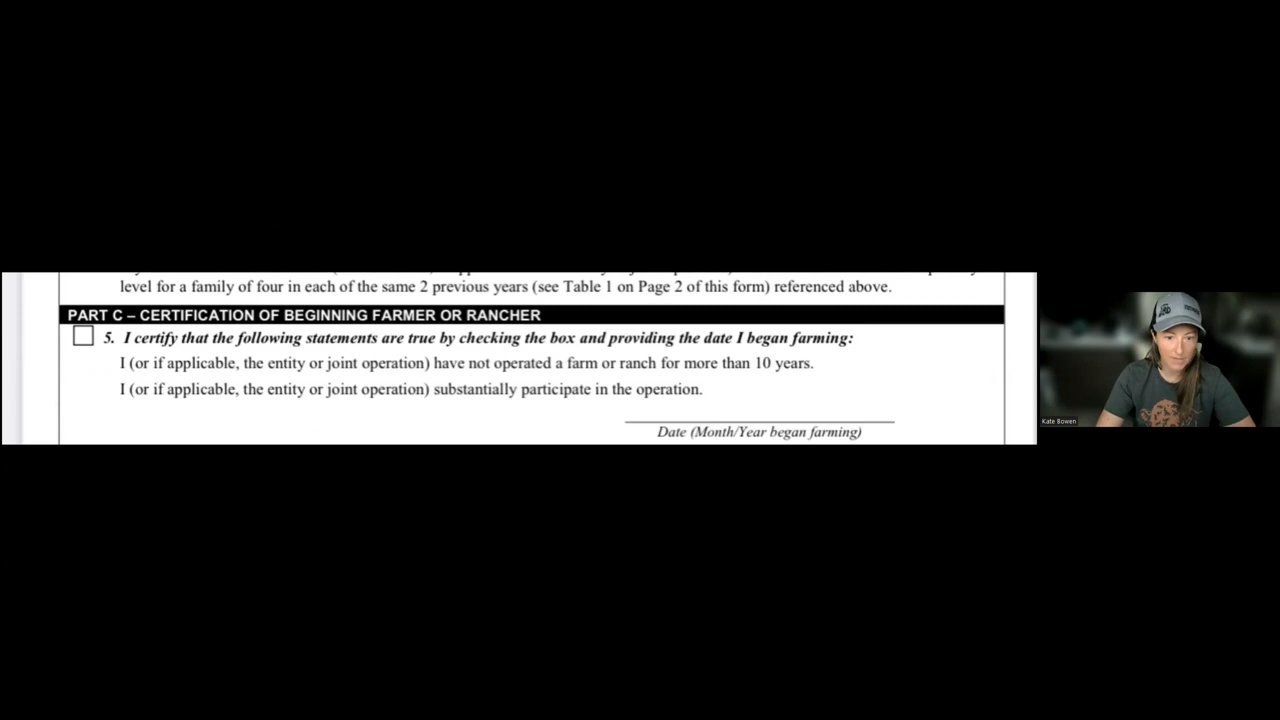 level for a family of four in each of the same 2 previous years (see Table 1 on Page 2 of this form) referenced above.
PART C – CERTIFICATION OF BEGINNING FARMER OR RANCHER
5. I certify that the following statements are true by checking the box and providing the date I began farming:
I (or if applicable, the entity or joint operation) have not operated a farm or ranch for more than 10 years.
I (or if applicable, the entity or joint operation) substantially participate in the operation.
Date (Month/Year began farming)
Kate Bowen